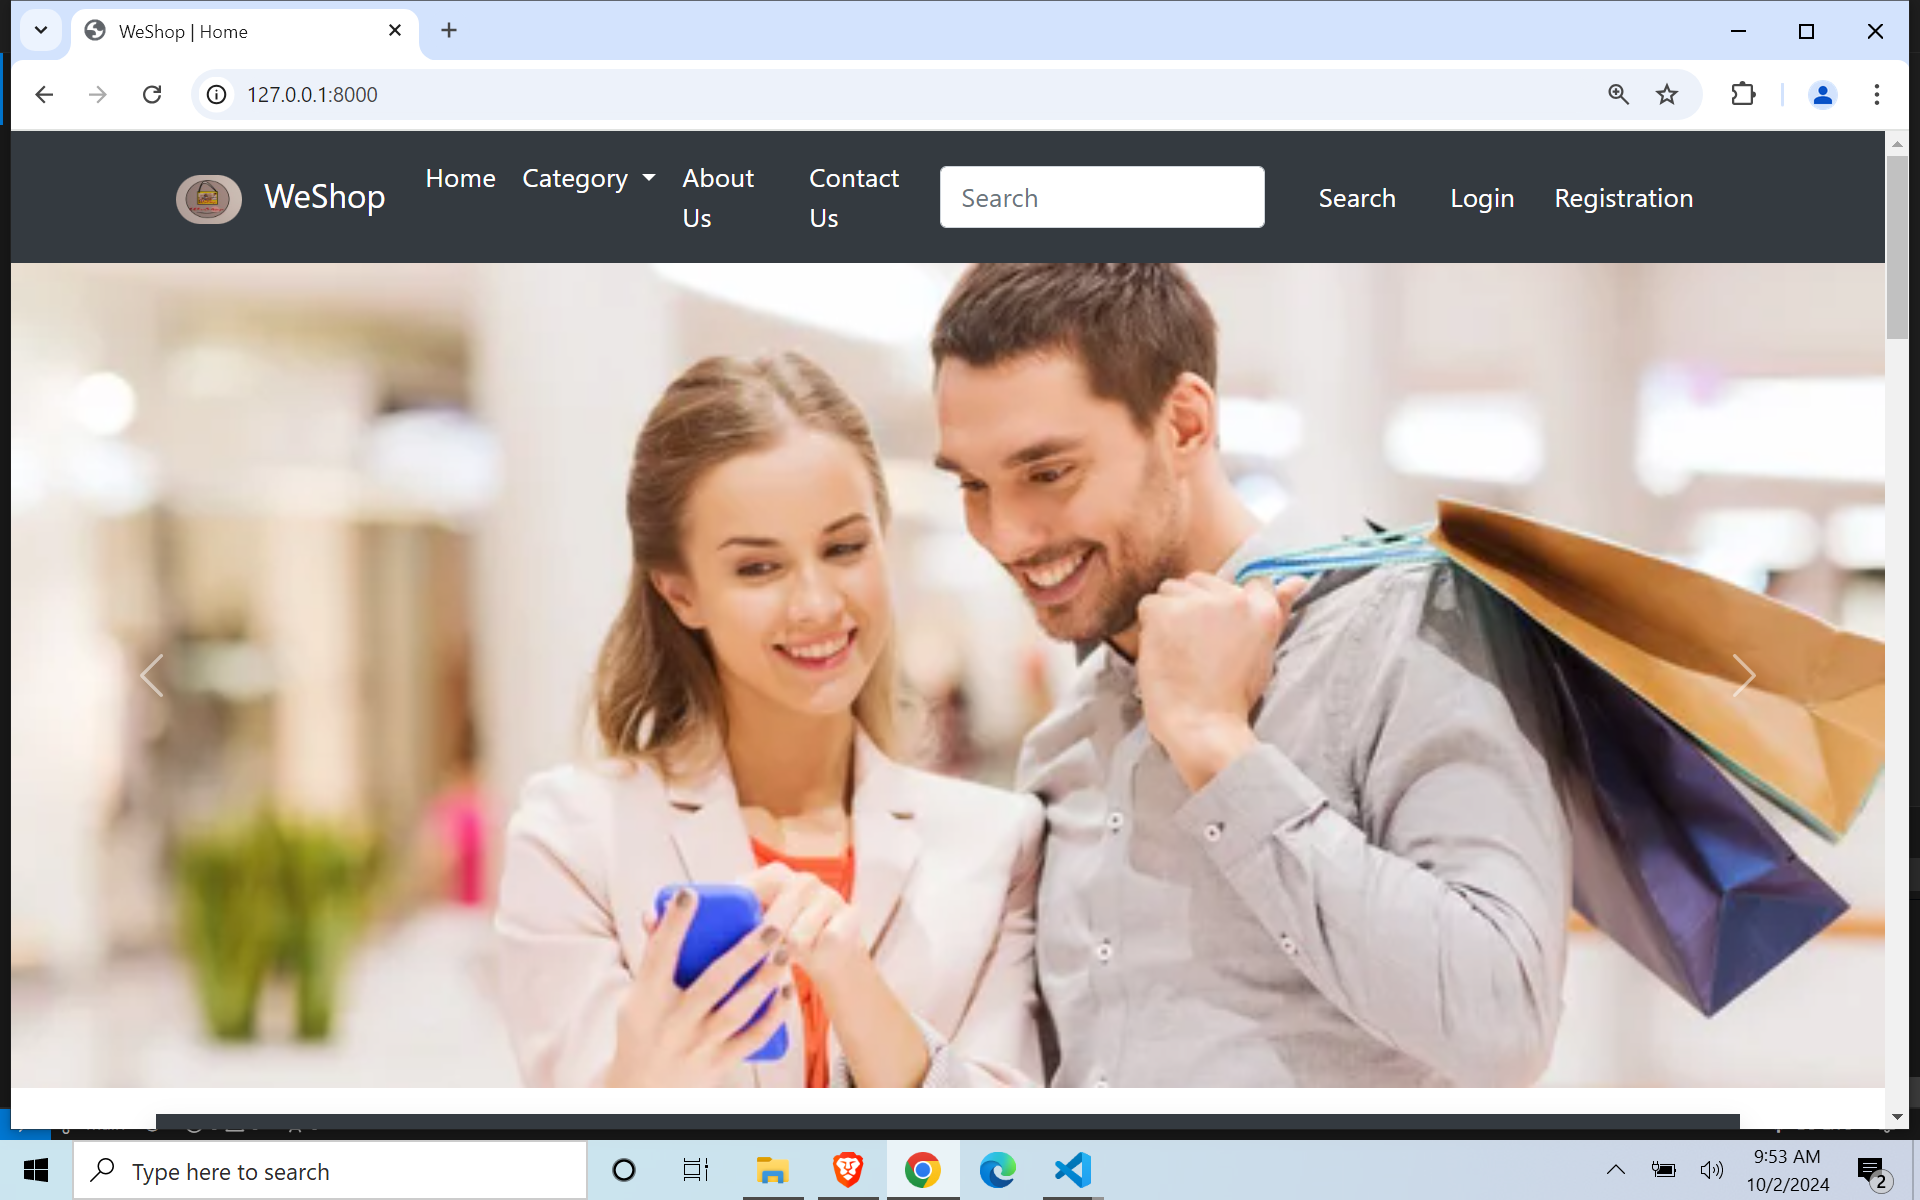 WeShop | Home
127.0.0.1:8000
WeShop
Home
Category
About Us
Contact Us
Search
Search
Login
Registration
Type here to search
9:53 AM
10/2/2024
2